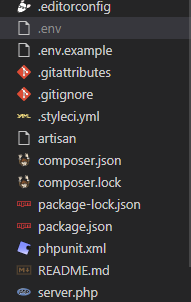 .editorconfig
.env
.env.example
.gitattributes
.gitignore
.styleci.yml
artisan
composer.json
composer.lock
package-lock.json
package.json
phpunit.xml
README.md
server.php